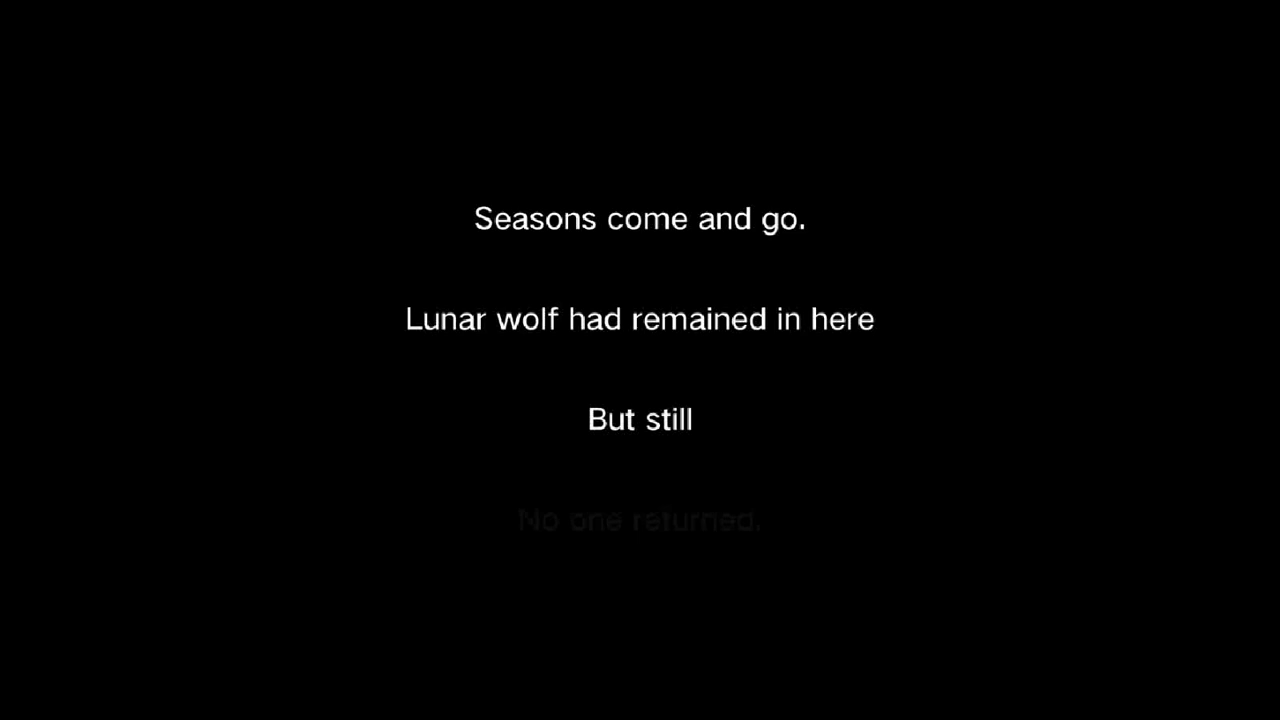 Seasons come and go.
Lunar wolf had remained in here
But still
No one returned.